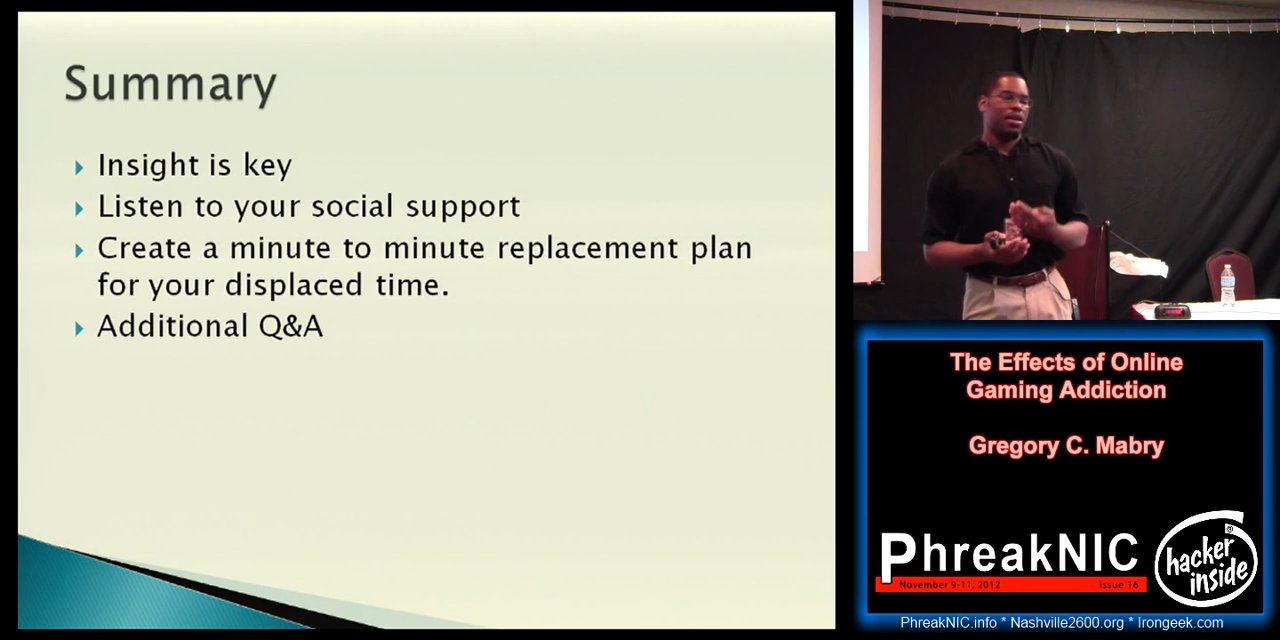 Summary
Insight is key
Listen to your social support
Create a minute to minute replacement plan
for your displaced time.
Additional Q&A
The Effects of Online
Gaming Addiction
Gregory C. Mabry
PhreakNIC
November 9-11, 2012 Issue 16
hacker
inside
PhreakNIC.info * Nashville2600.org * Irongeek.com